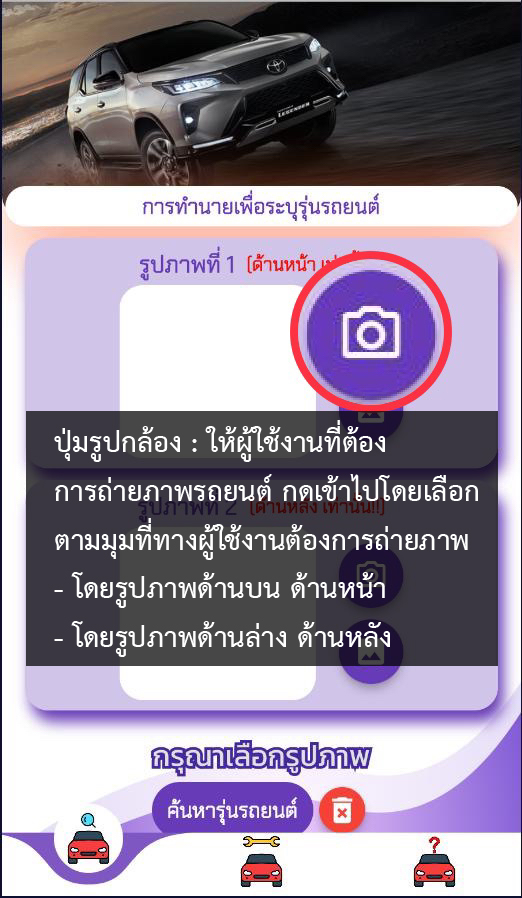 LEGENDER
การทำนายเพื่อระบุรุ่นรถยนต์
รูปภาพที่ 1 (ด้านหน้า
ปุ่มรูปกล้อง : ให้ผู้ใช้งานที่ต้อง
การถ่ายภาพรถยนต์ กดเข้าไปโดยเลือก
รูปภาพที่ 2 (ด้านหลัง เท่านั้น!!)
ตามมุมที่ทางผู้ใช้งานต้องการถ่ายภาพ
- โดยรูปภาพด้านบน ด้านหน้า
- โดยรูปภาพด้านล่าง ด้านหลัง
กรุณาเลือกรูปภาพ
ค้นหารุ่นรถยนต์